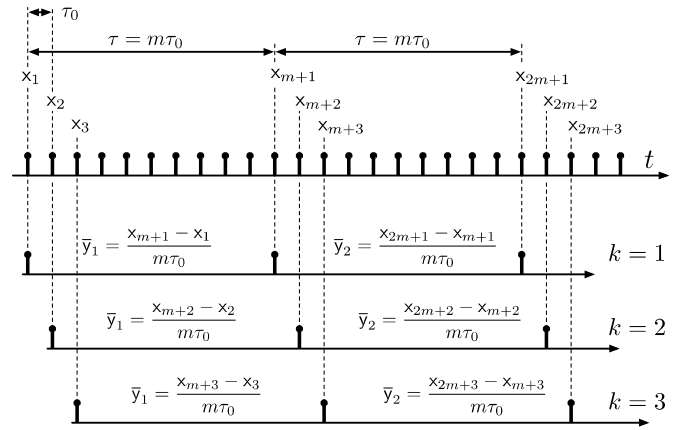 τ₀
τ = mτ₀ τ = mτ₀
x₁ xₘ₊₁ x₂ₘ₊₁
x₂ xₘ₊₂ x₂ₘ₊₂
x₃ xₘ₊₃ x₂ₘ₊₃
t
ȳ₁ = (xₘ₊₁ − x₁)/(mτ₀) ȳ₂ = (x₂ₘ₊₁ − xₘ₊₁)/(mτ₀) k = 1
ȳ₁ = (xₘ₊₂ − x₂)/(mτ₀) ȳ₂ = (x₂ₘ₊₂ − xₘ₊₂)/(mτ₀) k = 2
ȳ₁ = (xₘ₊₃ − x₃)/(mτ₀) ȳ₂ = (x₂ₘ₊₃ − xₘ₊₃)/(mτ₀) k = 3